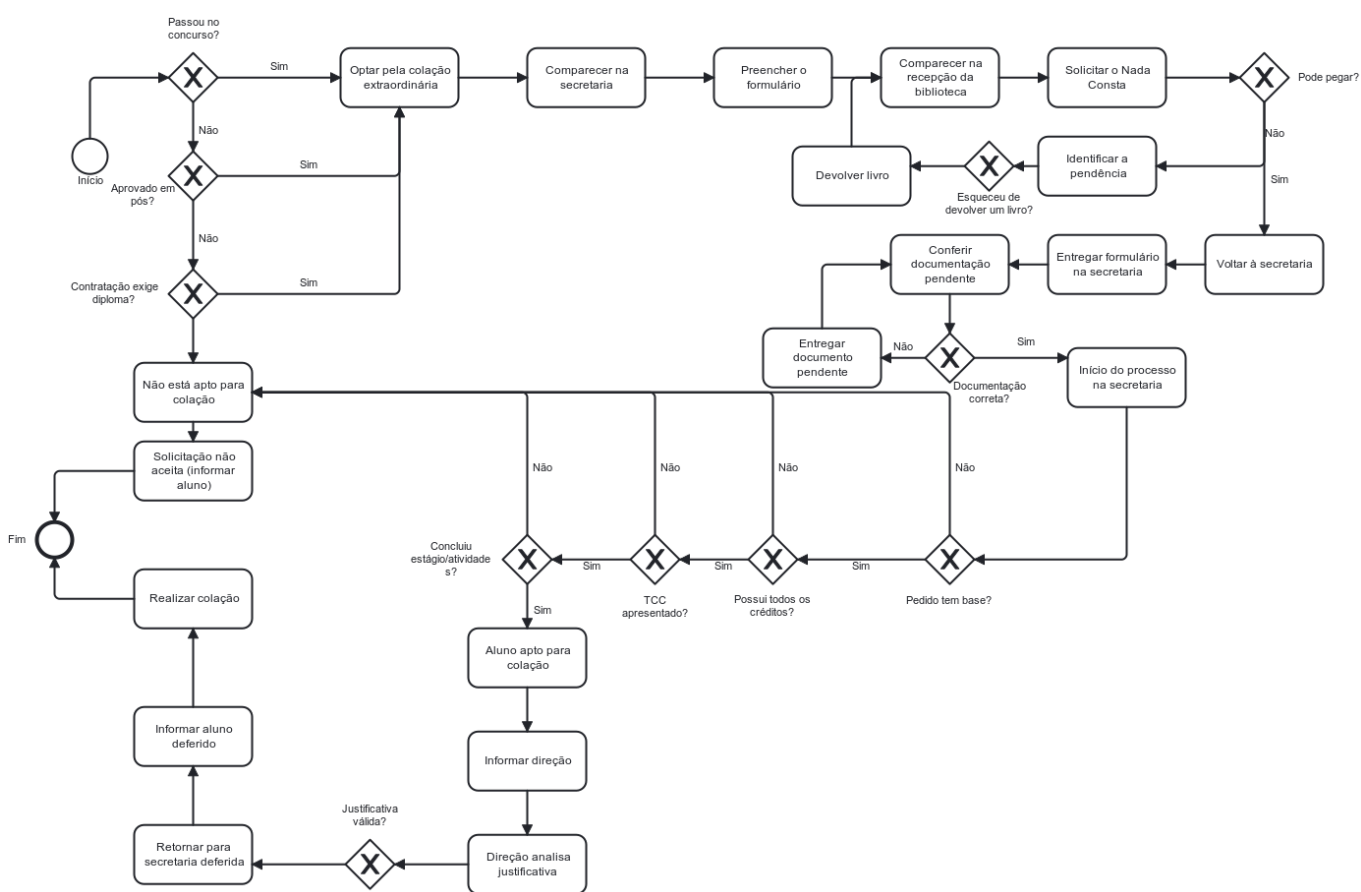 Passou no
concurso?
Sim
Optar pela colação
extraordinária
Comparecer na
secretaria
Preencher o
formulário
Comparecer na
recepção da
biblioteca
Solicitar o Nada
Consta
Pode pegar?
Não
Início
Aprovado em
pós?
Sim
Não
Sim
Identificar a
pendência
Esqueceu de
devolver um livro?
Devolver livro
Não
Contratação exige
diploma?
Sim
Conferir
documentação
pendente
Entregar formulário
na secretaria
Voltar à secretaria
Entregar
documento
pendente
Não
Sim
Documentação
correta?
Início do processo
na secretaria
Não está apto para
colação
Solicitação não
aceita (informar
aluno)
Não
Não
Não
Não
Fim
Concluiu
estágio/atividade
s?
Sim
Sim
Sim
TCC
apresentado?
Possui todos os
créditos?
Pedido tem base?
Realizar colação
Sim
Aluno apto para
colação
Informar aluno
deferido
Informar direção
Justificativa
válida?
Retornar para
secretaria deferida
Direção analisa
justificativa